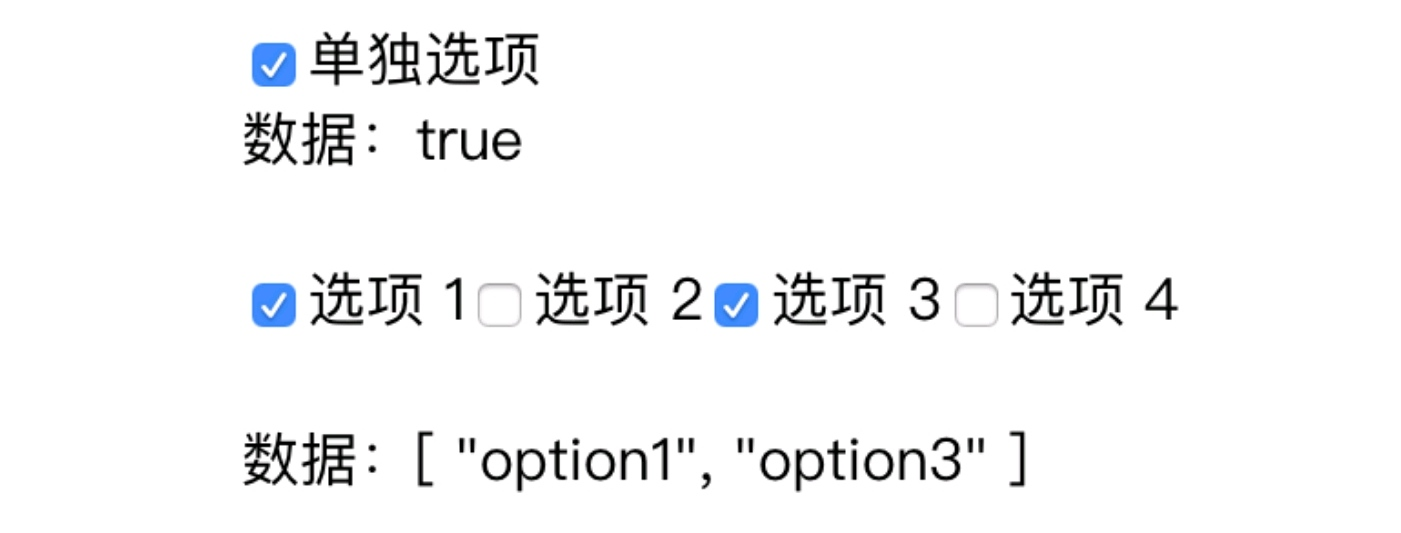 单独选项
数据：true
选项 1 选项 2 选项 3 选项 4
数据：[ "option1", "option3" ]